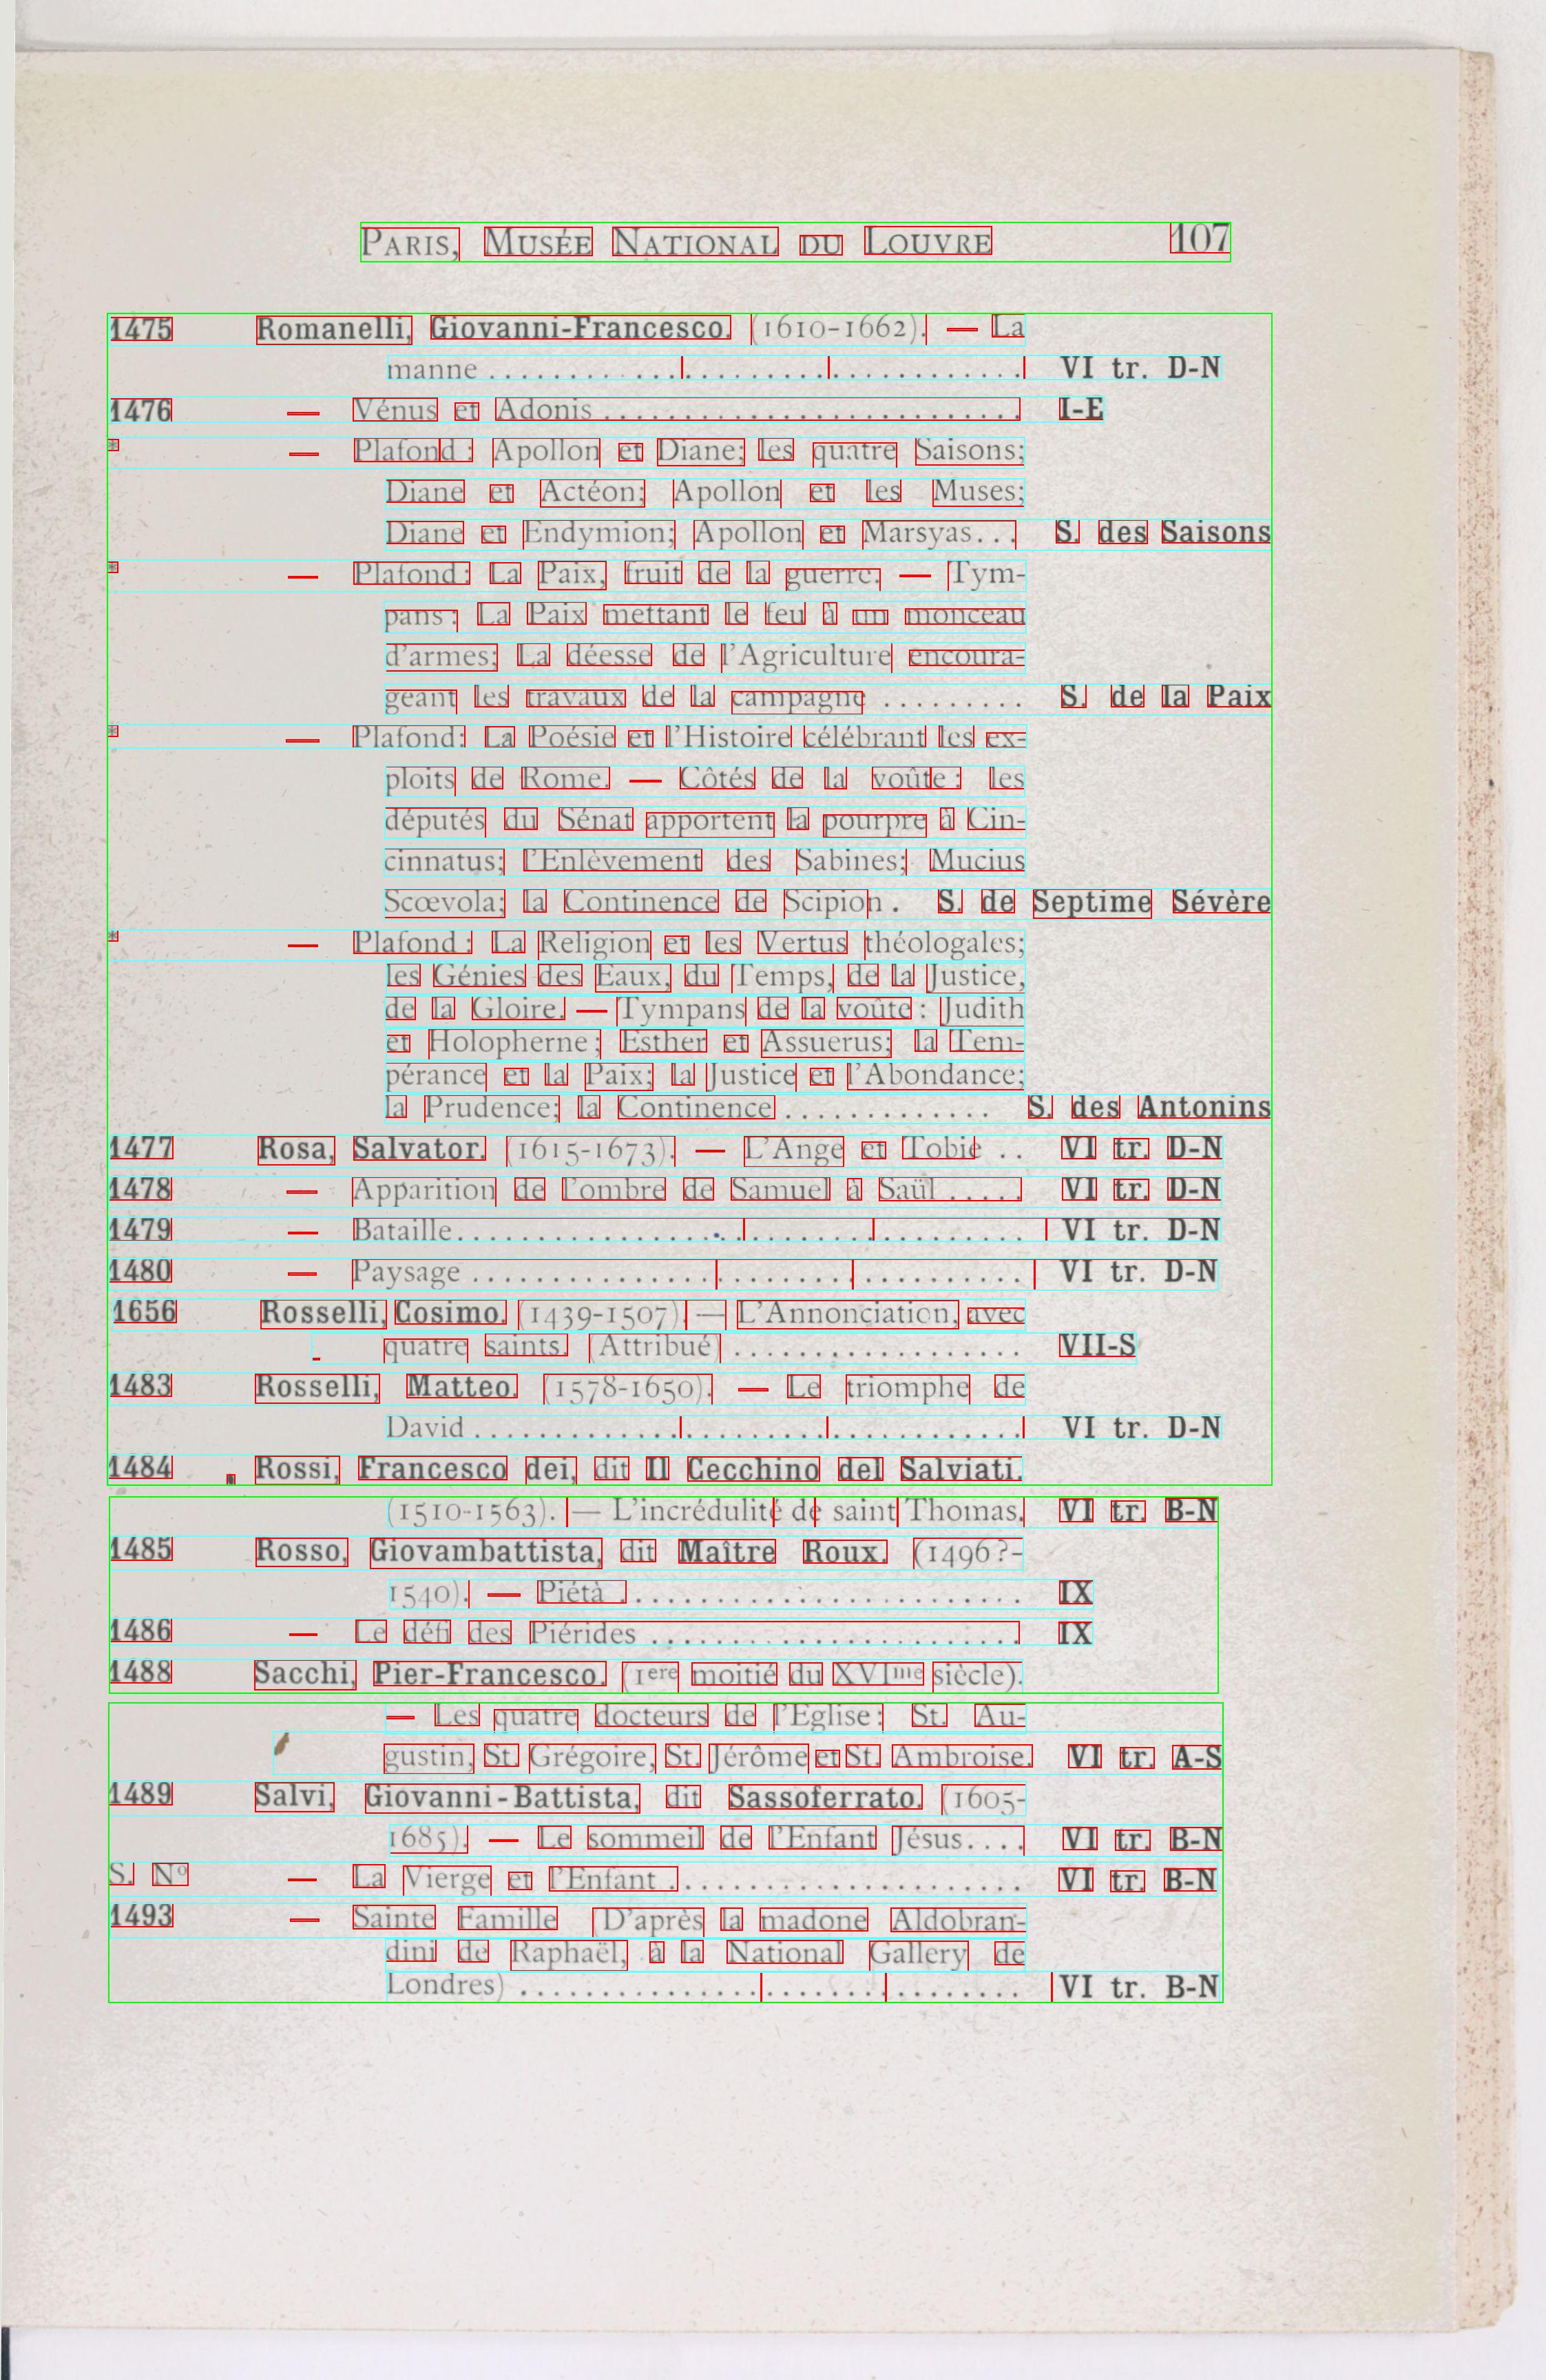 PARIS, MUSÉE NATIONAL DU LOUVRE 107
1475 Romanelli, Giovanni-Francesco. (1610-1662). — La
manne .................................... VI tr. D-N
1476 — Vénus et Adonis ............................... I-E
* — Plafond : Apollon et Diane; les quatre Saisons;
Diane et Actéon; Apollon et les Muses;
Diane et Endymion; Apollon et Marsyas... S. des Saisons
* — Plafond : La Paix, fruit de la guerre. — Tym-
pans : La Paix mettant le feu à un monceau
d'armes; La déesse de l'Agriculture encoura-
geant les travaux de la campagne ......... S. de la Paix
* — Plafond: La Poésie et l'Histoire célébrant les ex-
ploits de Rome. — Côtés de la voûte : les
députés du Sénat apportent la pourpre à Cin-
cinnatus; l'Enlèvement des Sabines; Mucius
Scœvola; la Continence de Scipion . S. de Septime Sévère
* — Plafond : La Religion et les Vertus théologales;
les Génies des Eaux, du Temps, de la Justice,
de la Gloire. — Tympans de la voûte : Judith
et Holopherne; Esther et Assuerus; la Tem-
pérance et la Paix; la Justice et l'Abondance;
la Prudence; la Continence ............. S. des Antonins
1477 Rosa, Salvator. (1615-1673). — L'Ange et Tobie .. VI tr. D-N
1478 — Apparition de l'ombre de Samuel à Saül ..... VI tr. D-N
1479 — Bataille.................................... VI tr. D-N
1480 — Paysage .................................... VI tr. D-N
1656 Rosselli, Cosimo. (1439-1507). — L'Annonciation, avec
quatre saints. (Attribué) .................. VII-S
1483 Rosselli, Matteo. (1578-1650). — Le triomphe de
David .................................... VI tr. D-N
1484 Rossi, Francesco dei, dit Il Cecchino del Salviati.
(1510-1563). — L'incrédulité de saint Thomas. VI tr. B-N
1485 Rosso, Giovambattista, dit Maître Roux. (1496?-
1540). — Piétà .............................. IX
1486 — Le défi des Piérides ........................ IX
1488 Sacchi, Pier-Francesco. (1ere moitié du XVIme siècle).
— Les quatre docteurs de l'Eglise : St. Au-
gustin, St. Grégoire, St. Jérôme et St. Ambroise. VI tr. A-S
1489 Salvi, Giovanni-Battista, dit Sassoferrato. (1605-
1685). — Le sommeil de l'Enfant Jésus.... VI tr. B-N
S. No — La Vierge et l'Enfant ...................... VI tr. B-N
1493 — Sainte Famille (D'après la madone Aldobran-
dini de Raphaël, à la National Gallery de
Londres) ................................ VI tr. B-N